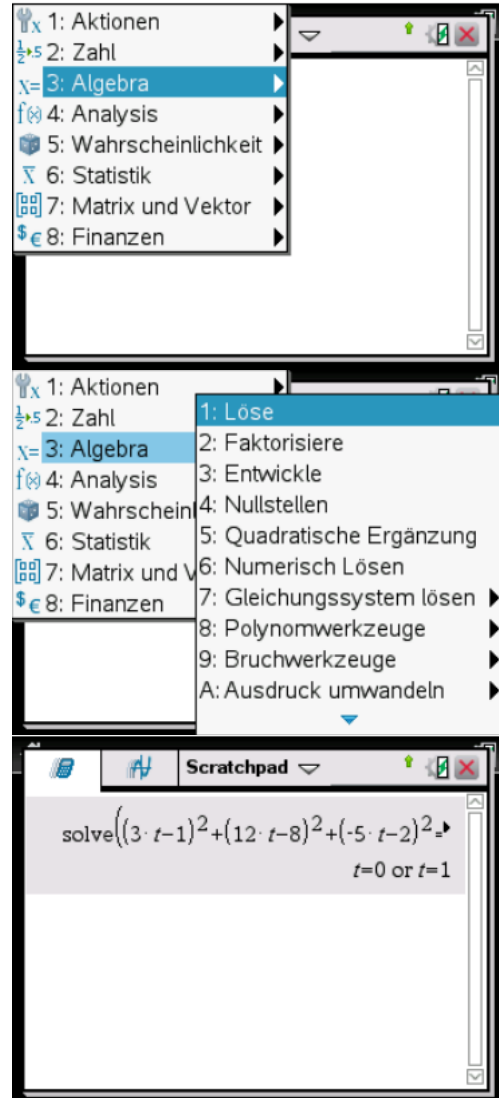 1: Aktionen
2: Zahl
3: Algebra
4: Analysis
5: Wahrscheinlichkeit
6: Statistik
7: Matrix und Vektor
8: Finanzen
1: Aktionen
2: Zahl
3: Algebra
4: Analysis
5: Wahrscheinl
6: Statistik
7: Matrix und V
8: Finanzen
1: Löse
2: Faktorisiere
3: Entwickle
4: Nullstellen
5: Quadratische Ergänzung
6: Numerisch Lösen
7: Gleichungssystem lösen
8: Polynomwerkzeuge
9: Bruchwerkzeuge
A: Ausdruck umwandeln
Scratchpad
solve((3·t−1)²+(12·t−8)²+(-5·t−2)²=
t=0 or t=1